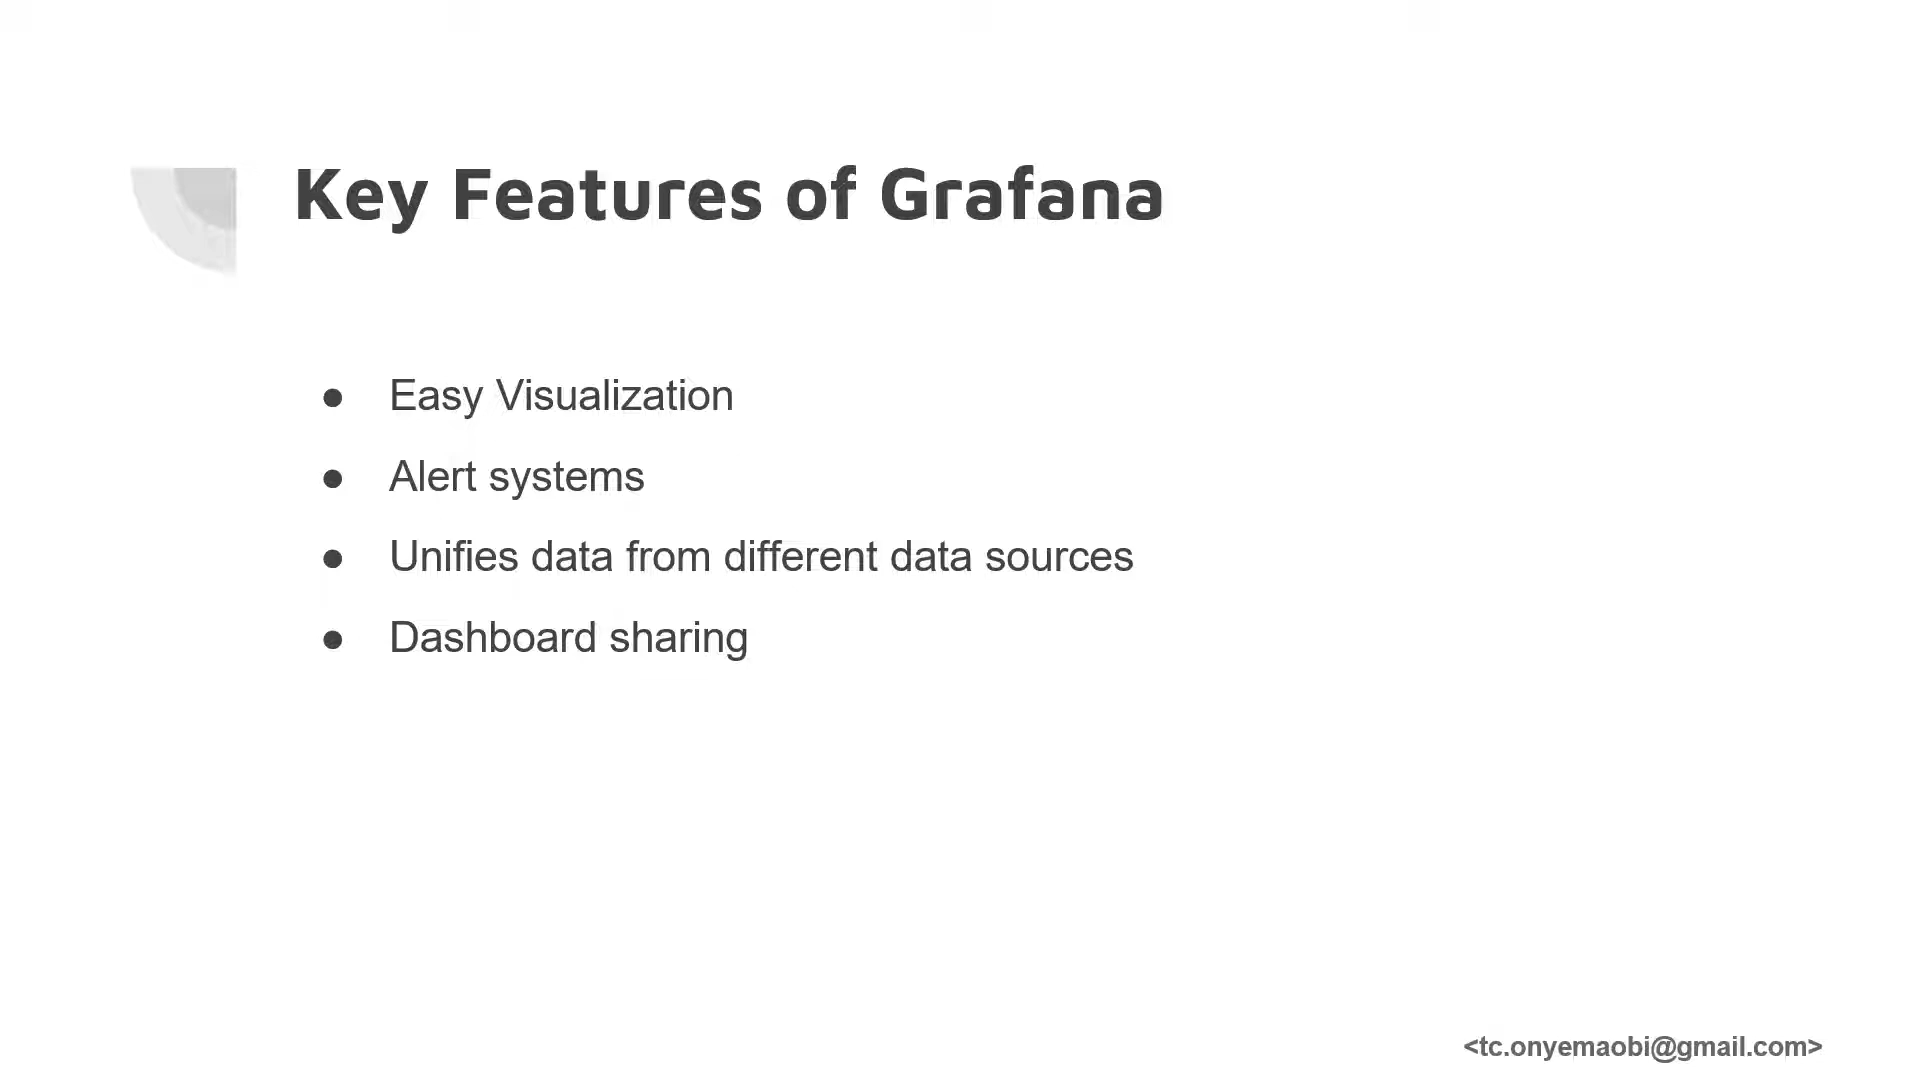 Key Features of Grafana
● Easy Visualization
● Alert systems
● Unifies data from different data sources
● Dashboard sharing
<tc.onyemaobi@gmail.com>